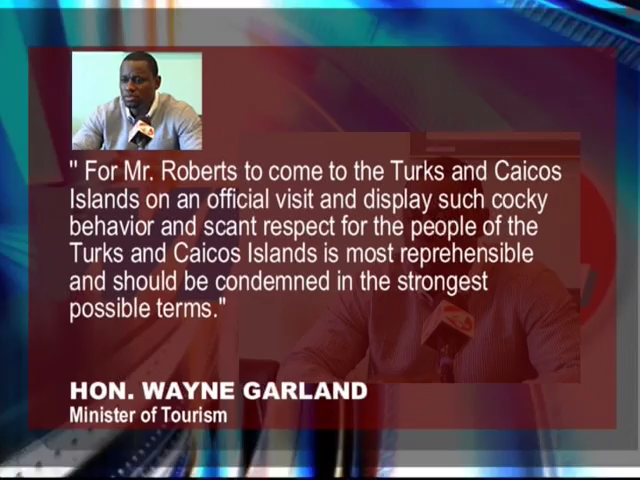 " For Mr. Roberts to come to the Turks and Caicos
Islands on an official visit and display such cocky
behavior and scant respect for the people of the
Turks and Caicos Islands is most reprehensible
and should be condemned in the strongest
possible terms."
HON. WAYNE GARLAND
Minister of Tourism